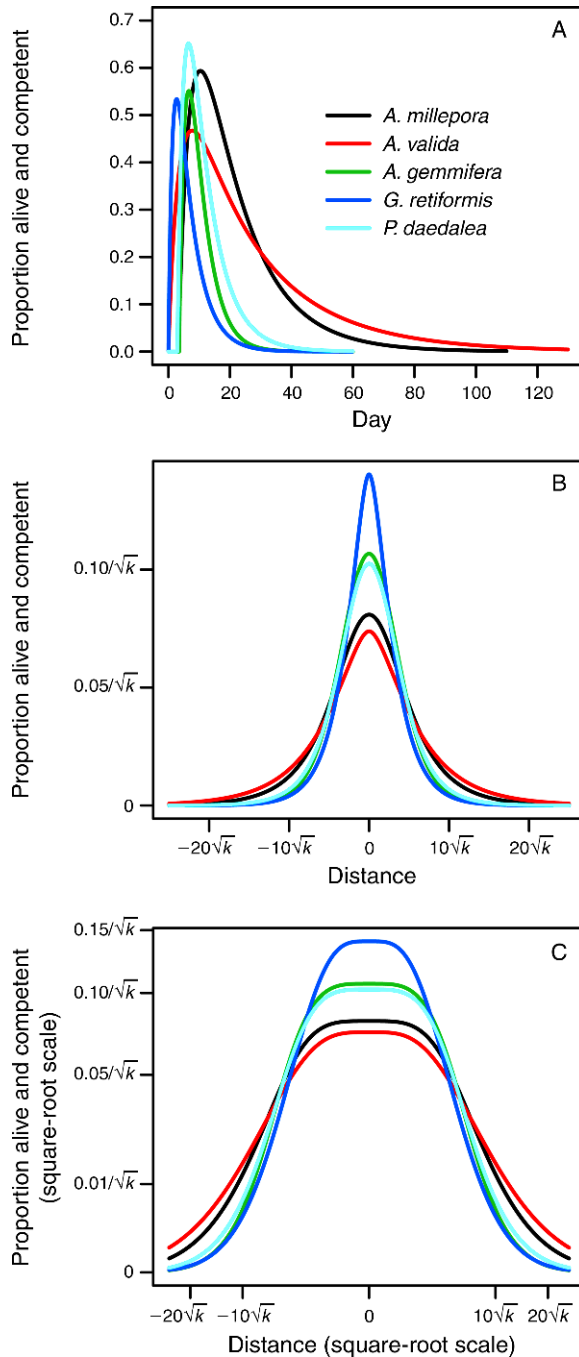 A
Proportion alive and competent
0.7
0.6
0.5
0.4
0.3
0.2
0.1
0.0
A. millepora
A. valida
A. gemmifera
G. retiformis
P. daedalea
0 20 40 60 80 100 120
Day
B
Proportion alive and competent
0.10/√k
0.05/√k
0
−20√k −10√k 0 10√k 20√k
Distance
C
Proportion alive and competent
(square-root scale)
0.15/√k
0.10/√k
0.05/√k
0.01/√k
0
−20√k −10√k 0 10√k 20√k
Distance (square-root scale)